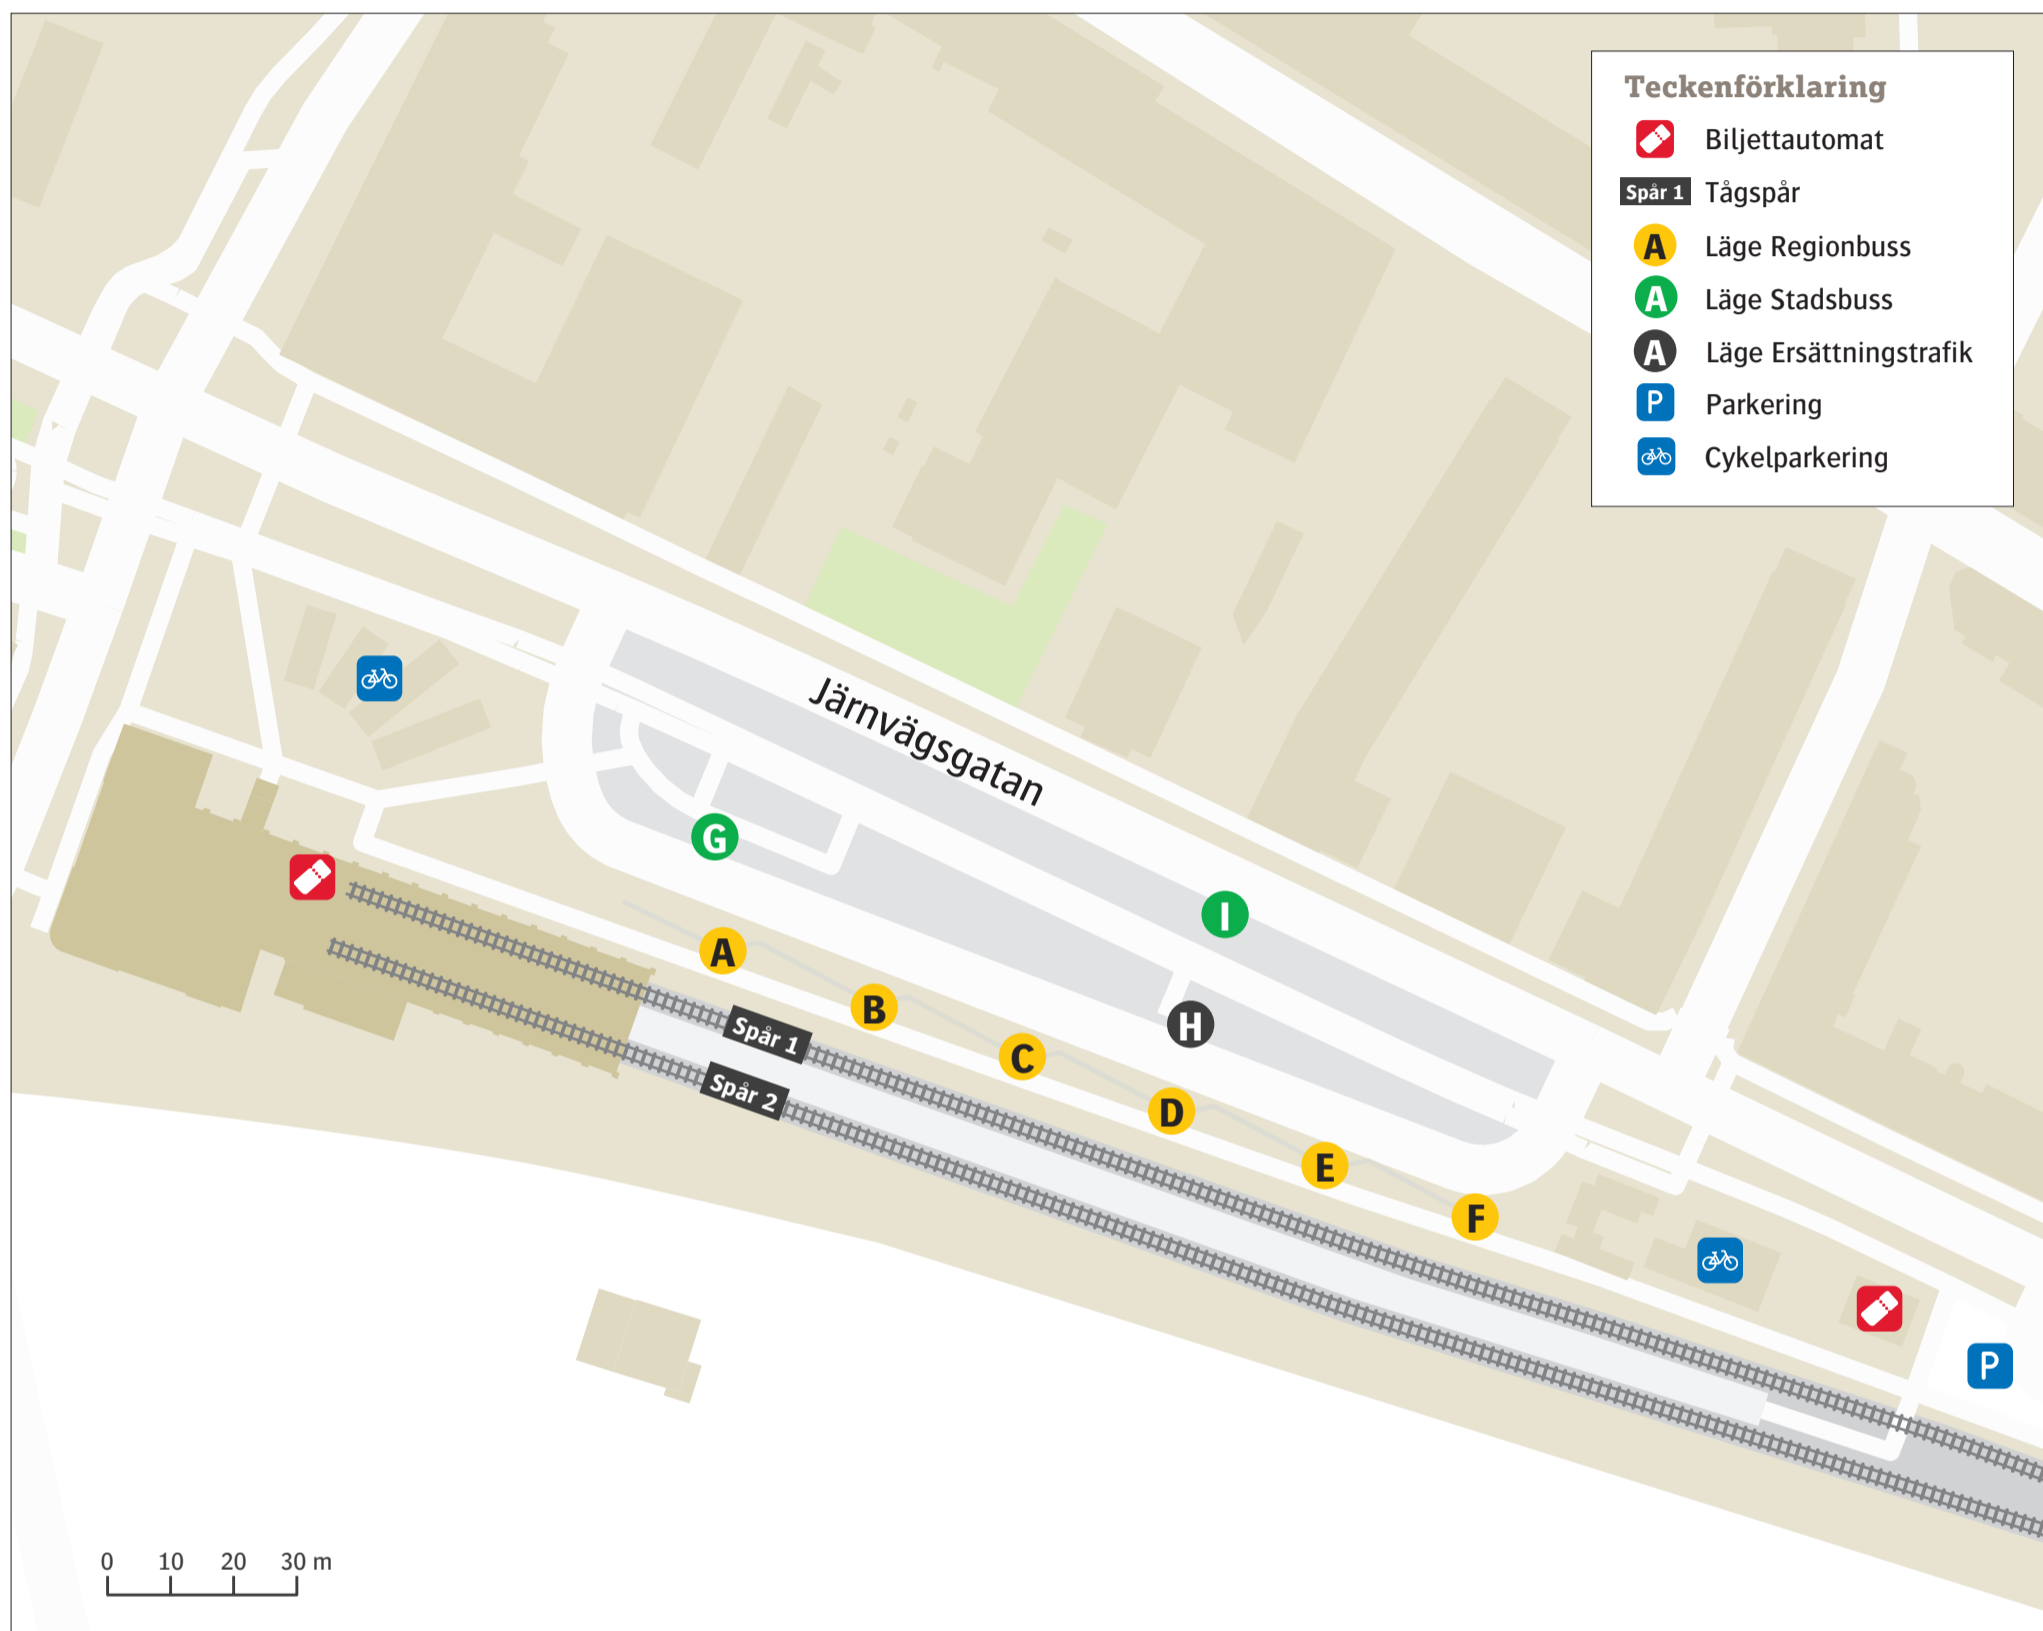 Teckenförklaring
Biljettautomat
Spår 1 Tågspår
A Läge Regionbuss
A Läge Stadsbuss
A Läge Ersättningstrafik
P Parkering
Cykelparkering
Järnvägsgatan
G
I
A
B
H
Spår 1
C
Spår 2
D
E
F
P
0 10 20 30 m